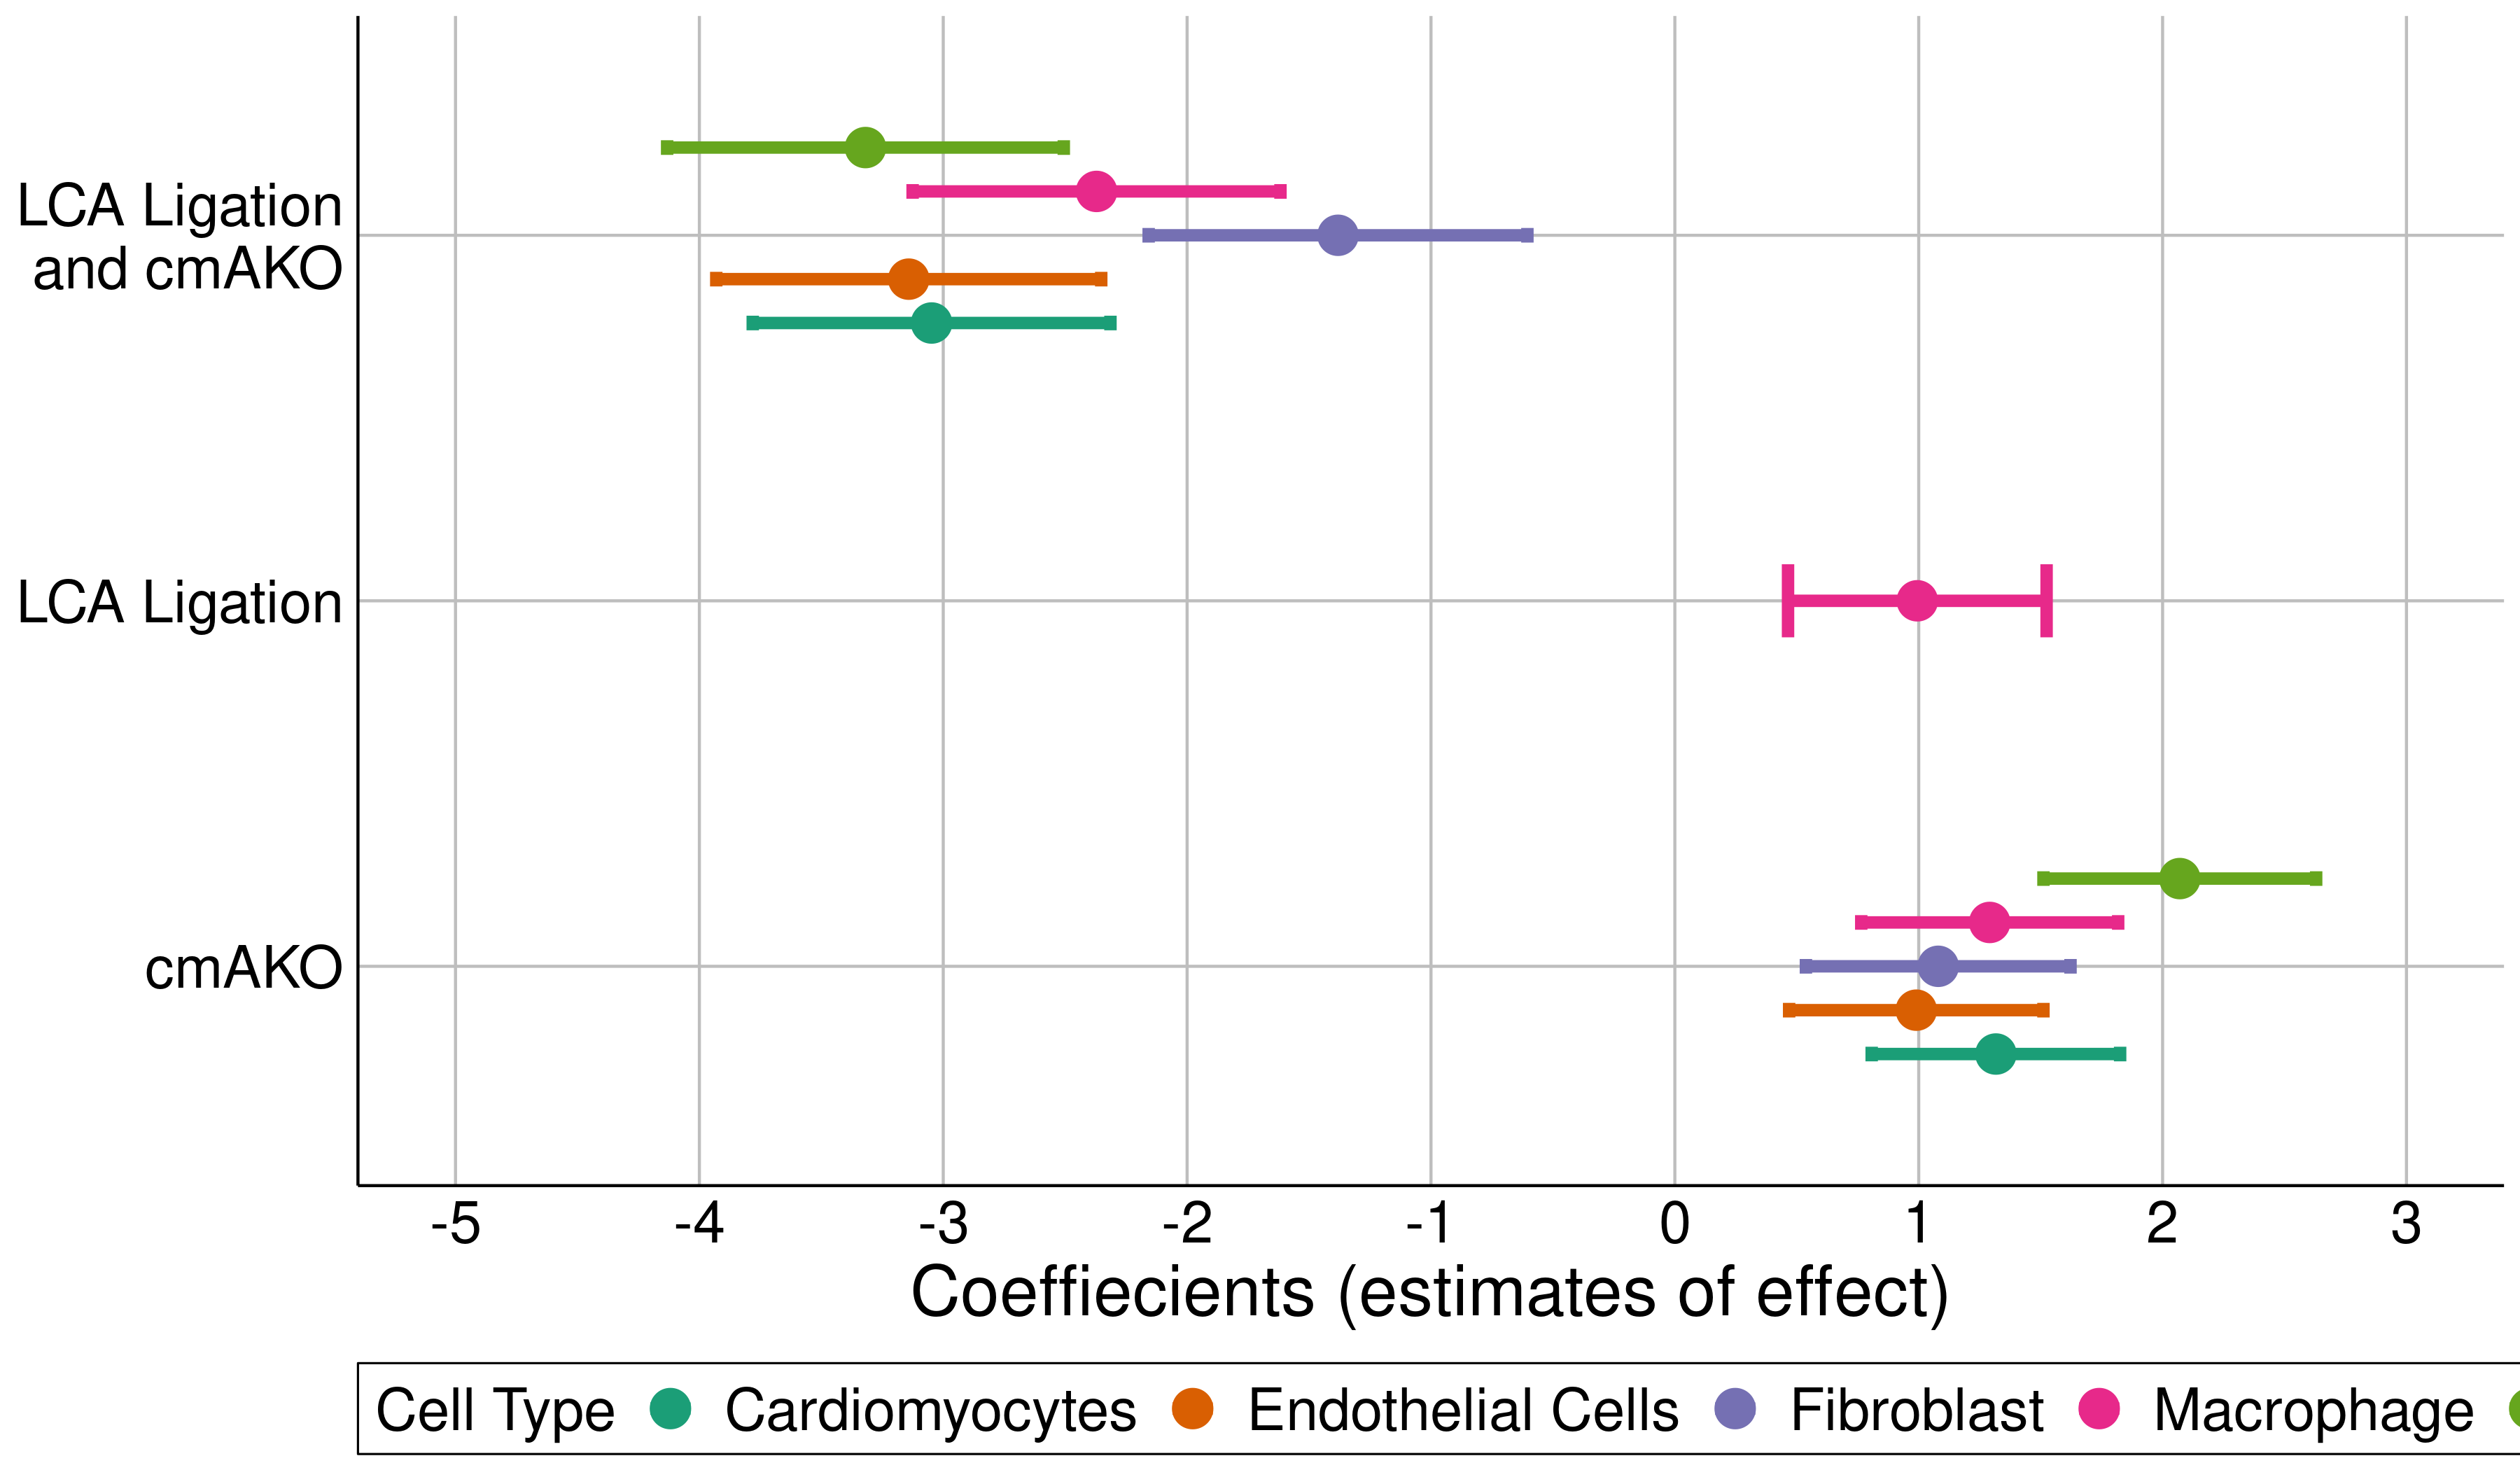 LCA Ligation
and cmAKO
LCA Ligation
cmAKO
-5 -4 -3 -2 -1 0 1 2 3
Coeffiecients (estimates of effect)
Cell Type Cardiomyocytes Endothelial Cells Fibroblast Macrophage